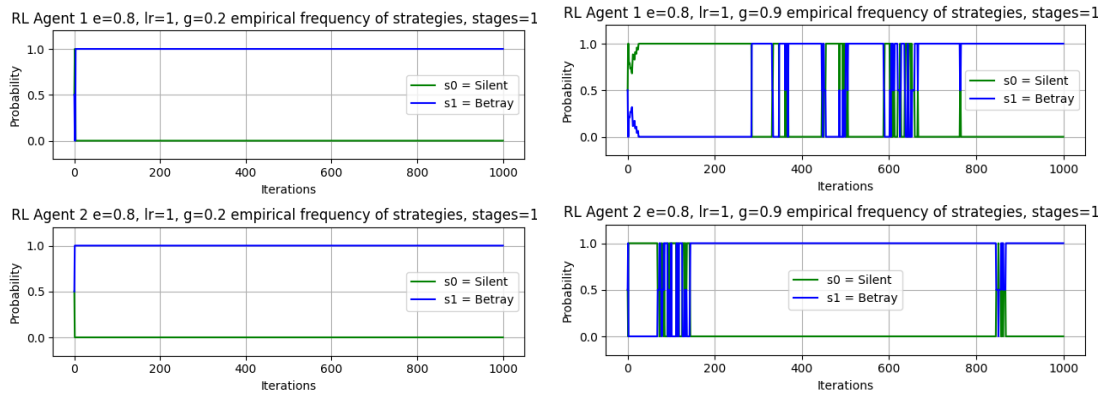 RL Agent 1 e=0.8, lr=1, g=0.2 empirical frequency of strategies, stages=1
1.0
0.5
0.0
Probability
s0 = Silent
s1 = Betray
0 200 400 600 800 1000
Iterations
RL Agent 1 e=0.8, lr=1, g=0.9 empirical frequency of strategies, stages=1
1.0
0.5
0.0
Probability
s0 = Silent
s1 = Betray
0 200 400 600 800 1000
Iterations
RL Agent 2 e=0.8, lr=1, g=0.2 empirical frequency of strategies, stages=1
1.0
0.5
0.0
Probability
s0 = Silent
s1 = Betray
0 200 400 600 800 1000
Iterations
RL Agent 2 e=0.8, lr=1, g=0.9 empirical frequency of strategies, stages=1
1.0
0.5
0.0
Probability
s0 = Silent
s1 = Betray
0 200 400 600 800 1000
Iterations